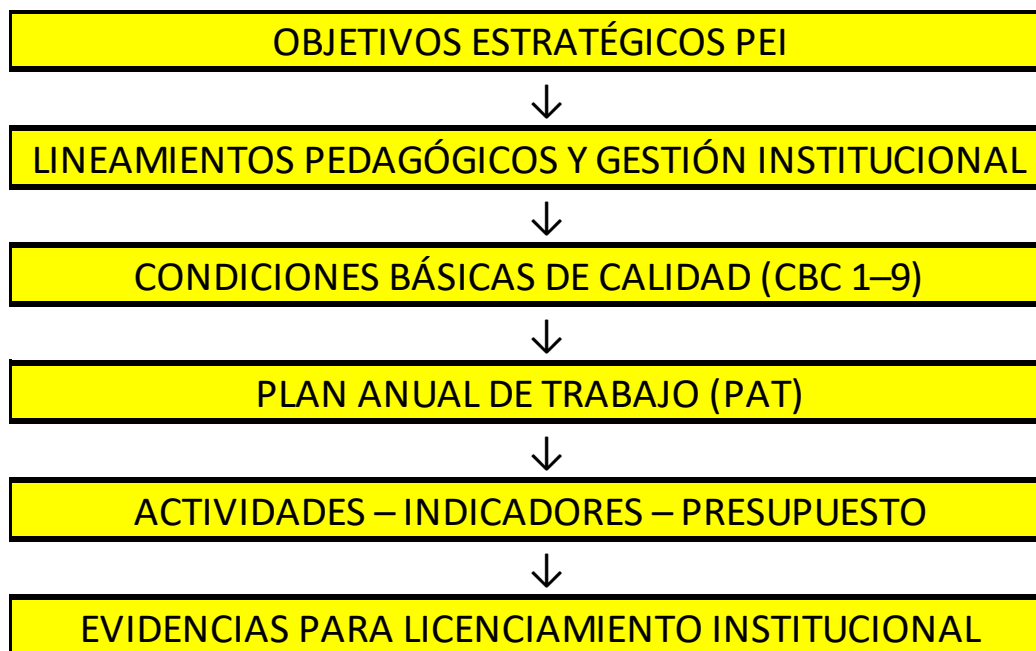 OBJETIVOS ESTRATÉGICOS PEI
↓
LINEAMIENTOS PEDAGÓGICOS Y GESTIÓN INSTITUCIONAL
↓
CONDICIONES BÁSICAS DE CALIDAD (CBC 1–9)
↓
PLAN ANUAL DE TRABAJO (PAT)
↓
ACTIVIDADES – INDICADORES – PRESUPUESTO
↓
EVIDENCIAS PARA LICENCIAMIENTO INSTITUCIONAL